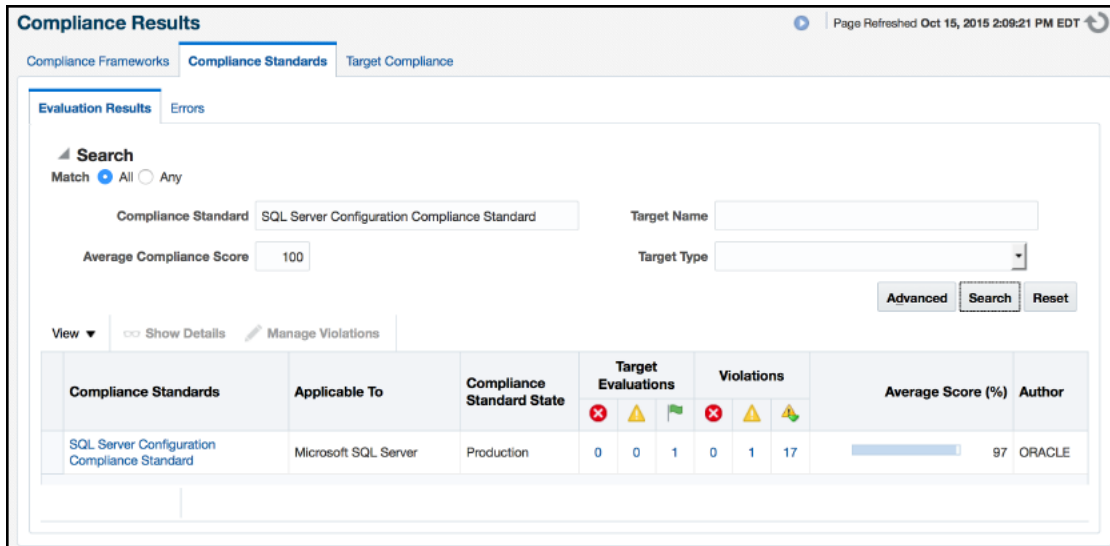 Compliance Results
Page Refreshed Oct 15, 2015 2:09:21 PM EDT
Compliance Frameworks Compliance Standards Target Compliance
Evaluation Results Errors
Search
Match All Any
Compliance Standard SQL Server Configuration Compliance Standard Target Name
Average Compliance Score 100 Target Type
Advanced Search Reset
View Show Details Manage Violations
Compliance Standards Applicable To Compliance Standard State Target Evaluations Violations Average Score (%) Author
SQL Server Configuration Compliance Standard Microsoft SQL Server Production 0 0 1 0 1 17 97 ORACLE